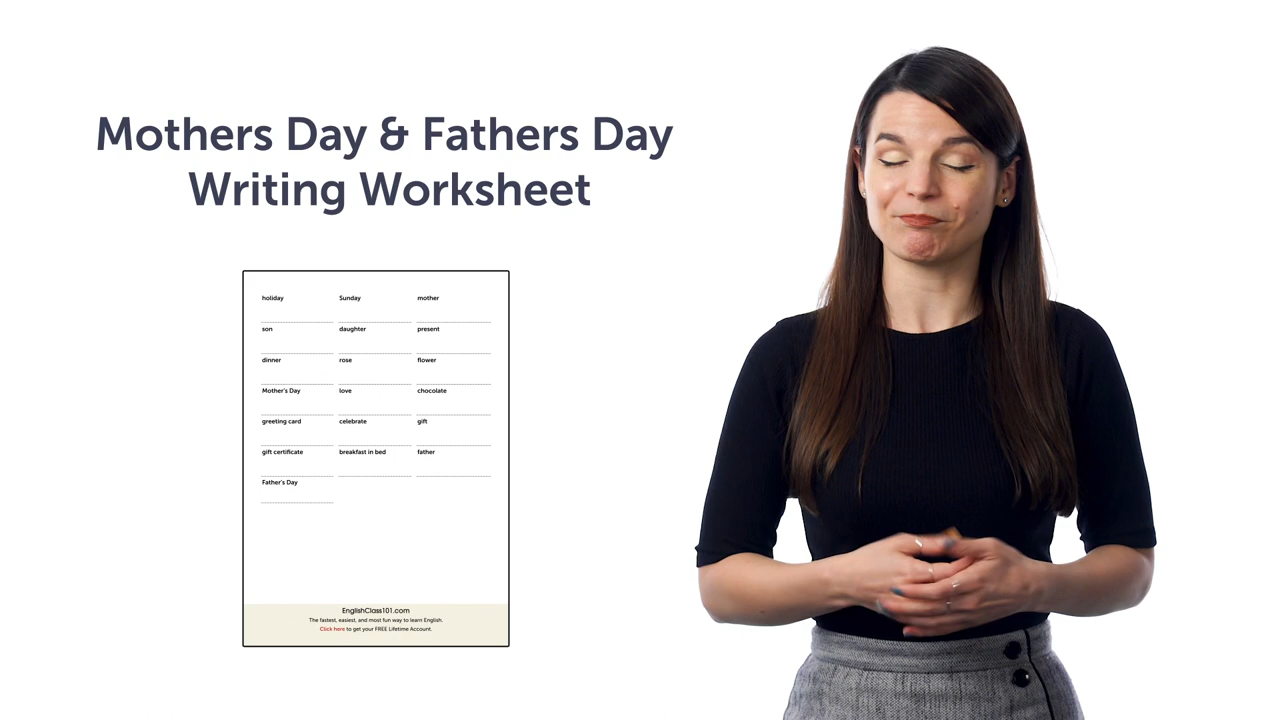 Mothers Day & Fathers Day
Writing Worksheet
holiday Sunday mother
son daughter present
dinner rose flower
Mother's Day love chocolate
greeting card celebrate gift
gift certificate breakfast in bed father
Father's Day
EnglishClass101.com
The fastest, easiest, and most fun way to learn English.
Click here to get your FREE Lifetime Account.